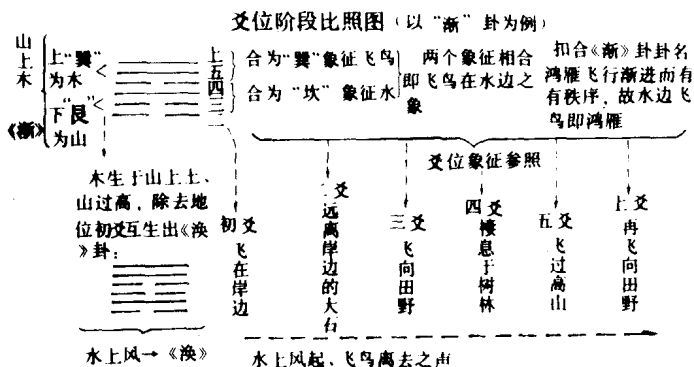 爻位阶段比照图（以“渐”卦为例）
山上木
《渐》
上“巽”
为木
下“艮”
为山
上五四三二
合为“巽”象征飞鸟
合为“坎”象征水
两个象征相合
即飞鸟在水边之
象
扣合《渐》卦卦名
鸿雁飞行渐进而有
有秩序，故水边飞
鸟即鸿雁
爻位象征参照
木生于山上土、
山过高，除去地
位初爻互生出《涣
》卦：
水上风→《涣》
初爻
飞在岸边
二爻
远离岸边的大石
三爻
飞向田野
四爻
棲息于树林
五爻
飞过高山
上爻
再飞向田野
水上风起、飞鸟离去之声